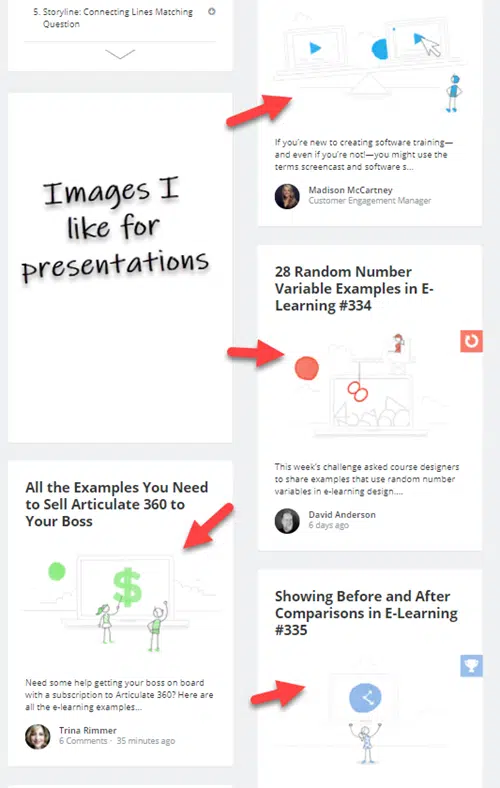 5. Storyline: Connecting Lines Matching
Question
Images I
like for
presentations
All the Examples You Need
to Sell Articulate 360 to
Your Boss
$
Need some help getting your boss on board
with a subscription to Articulate 360? Here are
all the e-learning examples...
Trina Rimmer
6 Comments · 35 minutes ago
If you're new to creating software training—
and even if you're not!—you might use the
terms screencast and software s...
Madison McCartney
Customer Engagement Manager
28 Random Number
Variable Examples in E-
Learning #334
This week's challenge asked course designers
to share examples that use random number
variables in e-learning design....
David Anderson
6 days ago
Showing Before and After
Comparisons in E-Learning
#335